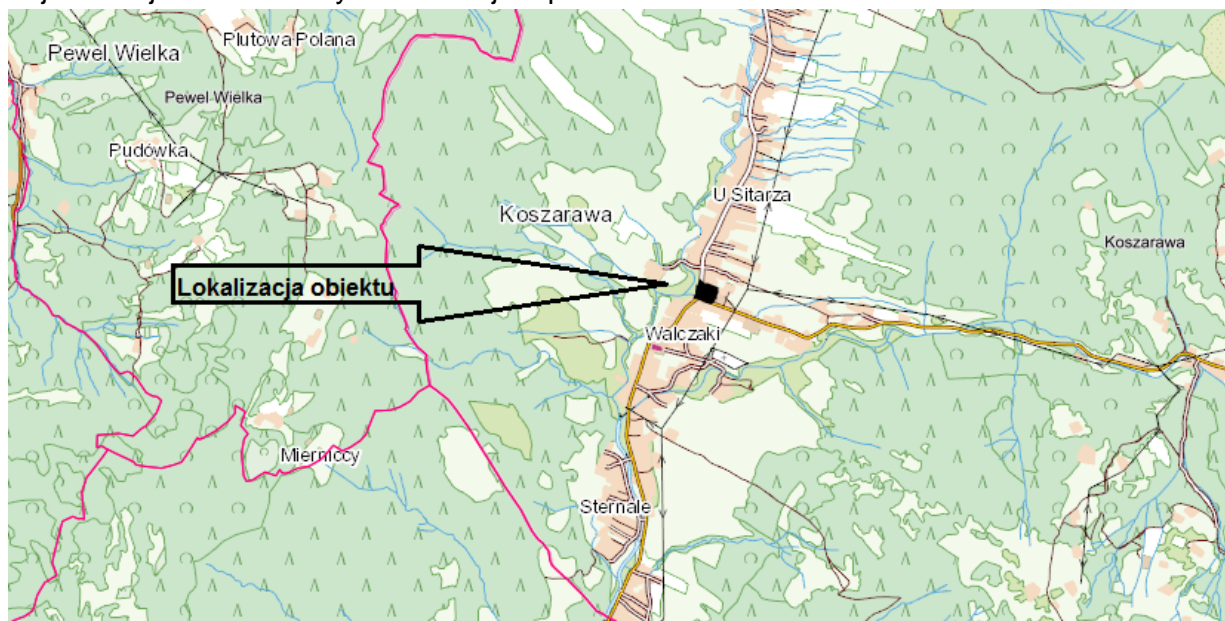 Plutowa Polana
Pewel Wielka
Pewel Wielka
Pudówka
U Sitarza
Koszarawa
Koszarawa
Lokalizacja obiektu
Walczaki
Mierniccy
Sternale